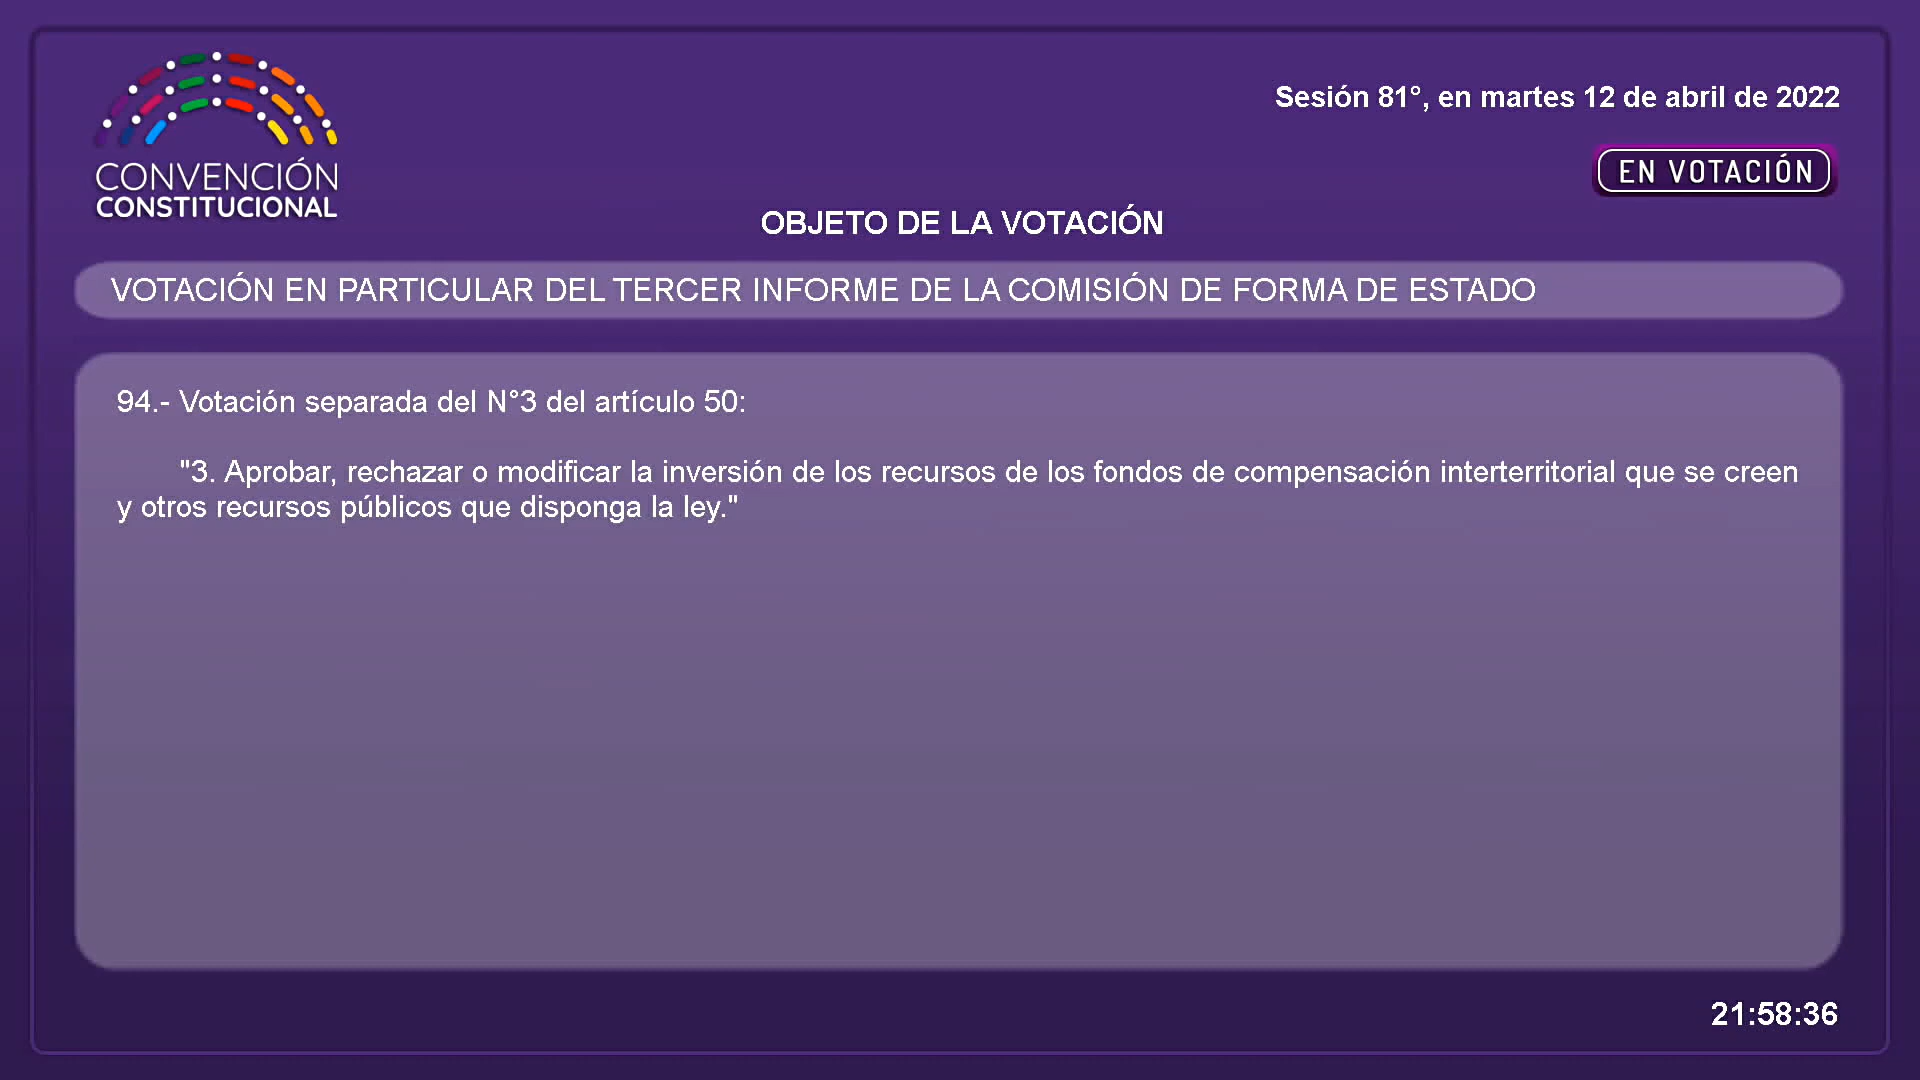 CONVENCIÓN
CONSTITUCIONAL
Sesión 81°, en martes 12 de abril de 2022
EN VOTACIÓN
OBJETO DE LA VOTACIÓN
VOTACIÓN EN PARTICULAR DEL TERCER INFORME DE LA COMISIÓN DE FORMA DE ESTADO
94.- Votación separada del N°3 del artículo 50:
"3. Aprobar, rechazar o modificar la inversión de los recursos de los fondos de compensación interterritorial que se creen
y otros recursos públicos que disponga la ley."
21:58:36